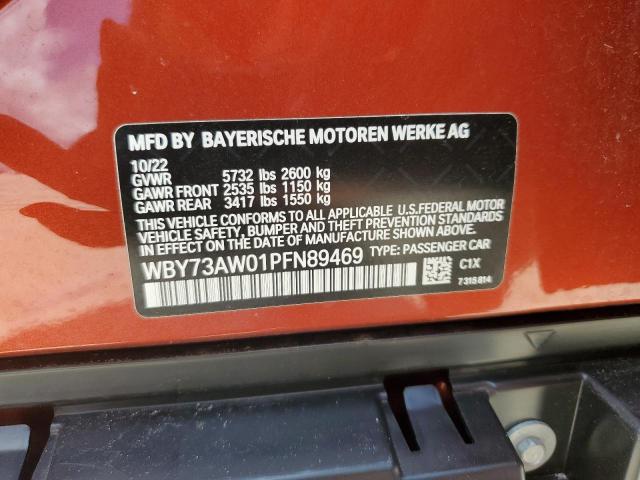 MFD BY BAYERISCHE MOTOREN WERKE AG
10/22
GVWR 5732 lbs 2600 kg
GAWR FRONT 2535 lbs 1150 kg
GAWR REAR 3417 lbs 1550 kg
THIS VEHICLE CONFORMS TO ALL APPLICABLE U.S.FEDERAL MOTOR
VEHICLE SAFETY, BUMPER AND THEFT PREVENTION STANDARDS
IN EFFECT ON THE DATE OF MANUFACTURE SHOWN ABOVE.
WBY73AW01PFN89469 TYPE: PASSENGER CAR
C1X
7315814